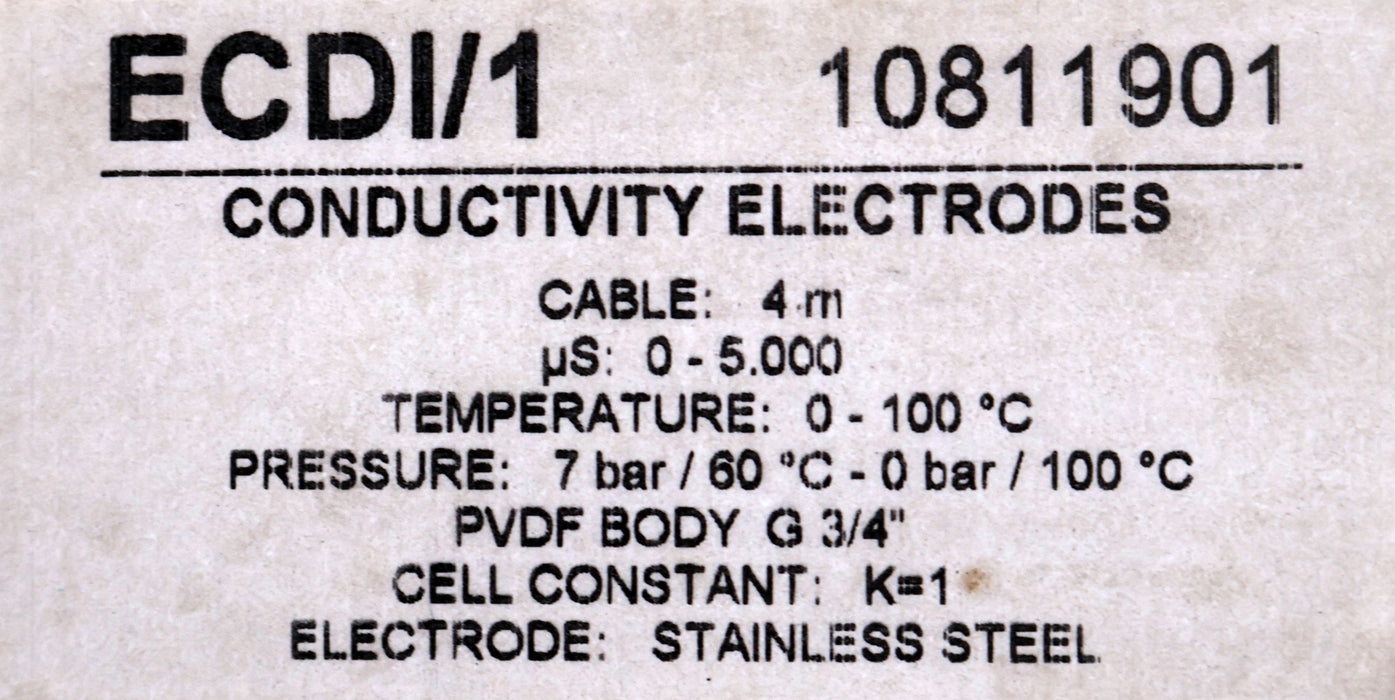 ECDI/1 10811901
CONDUCTIVITY ELECTRODES
CABLE: 4 m
µS: 0 - 5.000
TEMPERATURE: 0 - 100 °C
PRESSURE: 7 bar / 60 °C - 0 bar / 100 °C
PVDF BODY G 3/4"
CELL CONSTANT: K=1
ELECTRODE: STAINLESS STEEL